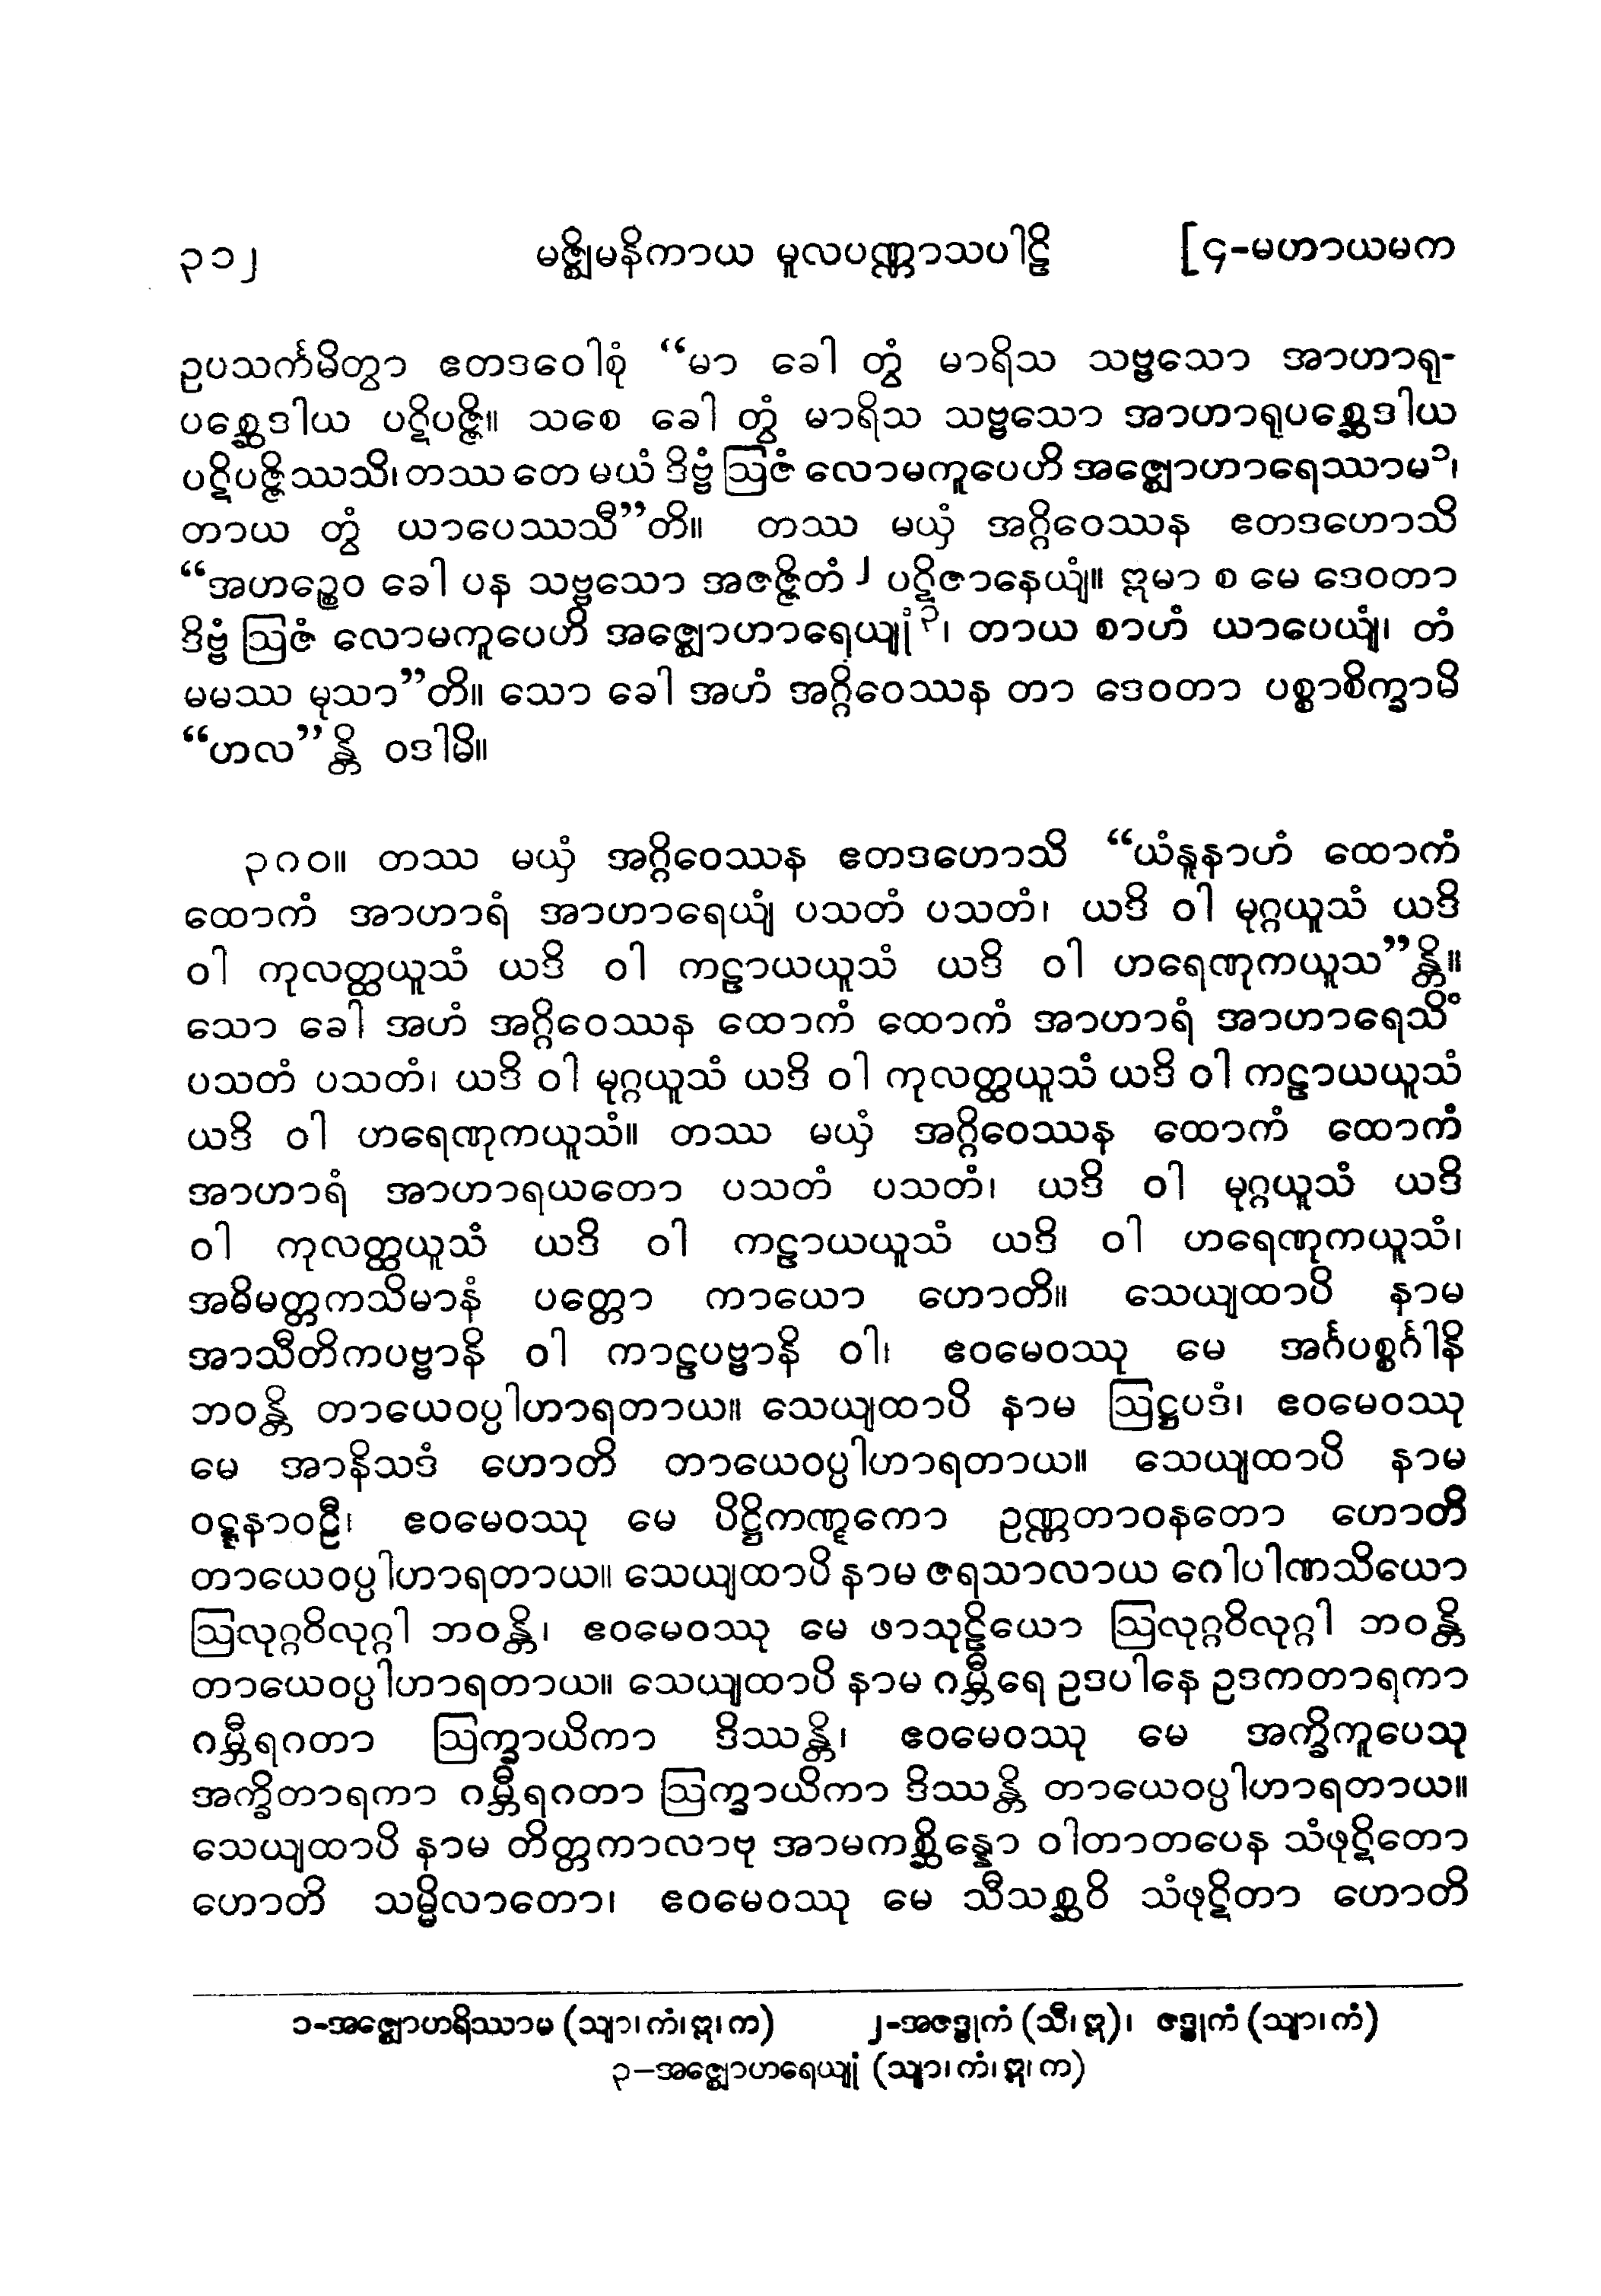 ၃၁၂ မဇ္ဈိမနိကာယ မူလပဏ္ဏာသပါဠိ [၄-မဟာယမက
ဥပသင်္ကမိတွာ ဧတဒဝေါစုံ “မာ ခေါ တွံ မာရိသ သဗ္ဗသော အာဟာရု-
ပစ္ဆေဒါယ ပဋိပဇ္ဇိ။ သစေ ခေါ တွံ မာရိသ သဗ္ဗသော အာဟာရုပစ္ဆေဒါယ
ပဋိပဇ္ဇိဿသိ၊ တဿ တေ မယံ ဒိဗ္ဗံ ဩဇံ လောမကူပေဟိ အဇ္ဈောဟာရေဿာမ၁၊
တာယ တွံ ယာပေဿသီ”တိ။ တဿ မယှံ အဂ္ဂိဝေဿန ဧတဒဟောသိ
“အဟဉ္စေဝ ခေါ ပန သဗ္ဗသော အဇဇ္ဇိတံ၂ ပဋိဇာနေယျံ။ ဣမာ စ မေ ဒေဝတာ
ဒိဗ္ဗံ ဩဇံ လောမကူပေဟိ အဇ္ဈောဟာရေယျုံ၃၊ တာယ စာဟံ ယာပေယျံ၊ တံ
မမဿ မုသာ”တိ။ သော ခေါ အဟံ အဂ္ဂိဝေဿန တာ ဒေဝတာ ပစ္စာစိက္ခာမိ
“ဟလ”န္တိ ဝဒါမိ။
၃၈၀။ တဿ မယှံ အဂ္ဂိဝေဿန ဧတဒဟောသိ “ယံနူနာဟံ ထောကံ
ထောကံ အာဟာရံ အာဟာရေယျံ ပသတံ ပသတံ၊ ယဒိ ဝါ မုဂ္ဂယူသံ ယဒိ
ဝါ ကုလတ္ထယူသံ ယဒိ ဝါ ကဠာယယူသံ ယဒိ ဝါ ဟရေဏုကယူသ”န္တိ။
သော ခေါ အဟံ အဂ္ဂိဝေဿန ထောကံ ထောကံ အာဟာရံ အာဟာရေသိံ
ပသတံ ပသတံ၊ ယဒိ ဝါ မုဂ္ဂယူသံ ယဒိ ဝါ ကုလတ္ထယူသံ ယဒိ ဝါ ကဠာယယူသံ
ယဒိ ဝါ ဟရေဏုကယူသံ။ တဿ မယှံ အဂ္ဂိဝေဿန ထောကံ ထောကံ
အာဟာရံ အာဟာရယတော ပသတံ ပသတံ၊ ယဒိ ဝါ မုဂ္ဂယူသံ ယဒိ
ဝါ ကုလတ္ထယူသံ ယဒိ ဝါ ကဠာယယူသံ ယဒိ ဝါ ဟရေဏုကယူသံ၊
အဓိမတ္တကသိမာနံ ပတ္တော ကာယော ဟောတိ။ သေယျထာပိ နာမ
အာသီတိကပဗ္ဗာနိ ဝါ ကာဠပဗ္ဗာနိ ဝါ၊ ဧဝမေဝဿု မေ အင်္ဂပစ္စင်္ဂါနိ
ဘဝန္တိ တာယေဝပ္ပါဟာရတာယ။ သေယျထာပိ နာမ ဩဋ္ဌပဒံ၊ ဧဝမေဝဿု
မေ အာနိသဒံ ဟောတိ တာယေဝပ္ပါဟာရတာယ။ သေယျထာပိ နာမ
ဝဋ္ဋနာဝဠီ၊ ဧဝမေဝဿု မေ ပိဋ္ဌိကဏ္ဋကော ဥဏ္ဏတာဝနတော ဟောတိ
တာယေဝပ္ပါဟာရတာယ။ သေယျထာပိ နာမ ဇရသာလာယ ဂေါပါဏသိယော
ဩလုဂ္ဂဝိလုဂ္ဂါ ဘဝန္တိ၊ ဧဝမေဝဿု မေ ဖာသုဠိယော ဩလုဂ္ဂဝိလုဂ္ဂါ ဘဝန္တိ
တာယေဝပ္ပါဟာရတာယ။ သေယျထာပိ နာမ ဂမ္ဘီရေ ဥဒပါနေ ဥဒကတာရကာ
ဂမ္ဘီရဂတာ ဩက္ခာယိကာ ဒိဿန္တိ၊ ဧဝမေဝဿု မေ အက္ခိကူပေသု
အက္ခိတာရကာ ဂမ္ဘီရဂတာ ဩက္ခာယိကာ ဒိဿန္တိ တာယေဝပ္ပါဟာရတာယ။
သေယျထာပိ နာမ တိတ္တကာလာဗု အာမကစ္ဆိန္နော ဝါတာတပေန သံဖုဋိတော
ဟောတိ သမ္မိလာတော၊ ဧဝမေဝဿု မေ သီသစ္ဆဝိ သံဖုဋိတာ ဟောတိ
၁-အဇ္ဈောဟရိဿာမ (သျာ၊ ကံ၊ ဣ၊ က) ၂-အဇဒ္ဓုကံ (သီ၊ ဣ)၊ ဇဒ္ဓုကံ (သျာ၊ ကံ)
၃-အဇ္ဈောဟရေယျုံ (သျာ၊ ကံ၊ ဣ၊ က)